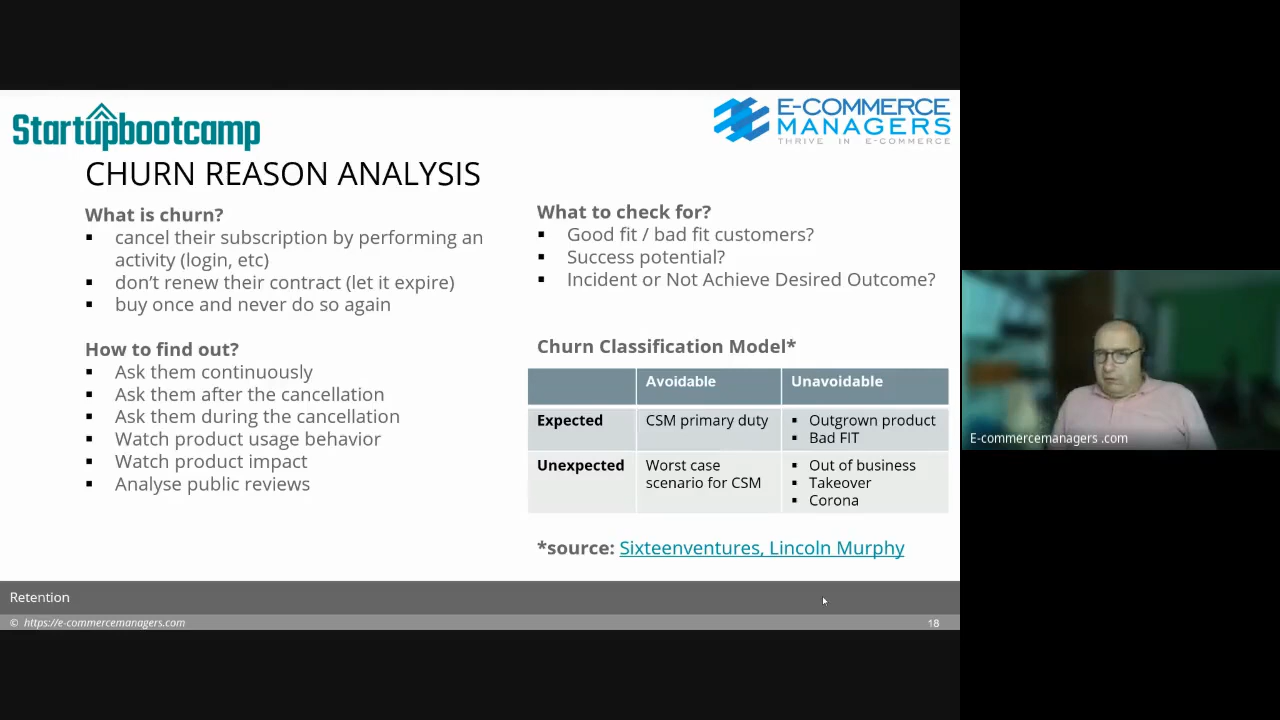 Startupbootcamp
E-COMMERCE
MANAGERS
THRIVE IN E-COMMERCE
CHURN REASON ANALYSIS
What is churn?
▪ cancel their subscription by performing an
activity (login, etc)
▪ don't renew their contract (let it expire)
▪ buy once and never do so again
How to find out?
▪ Ask them continuously
▪ Ask them after the cancellation
▪ Ask them during the cancellation
▪ Watch product usage behavior
▪ Watch product impact
▪ Analyse public reviews
What to check for?
▪ Good fit / bad fit customers?
▪ Success potential?
▪ Incident or Not Achieve Desired Outcome?
Churn Classification Model*
Avoidable Unavoidable
Expected CSM primary duty ▪ Outgrown product
▪ Bad FIT
Unexpected Worst case ▪ Out of business
scenario for CSM ▪ Takeover
▪ Corona
*source: Sixteenventures, Lincoln Murphy
Retention
© https://e-commercemanagers.com
18
E-commercemanagers .com